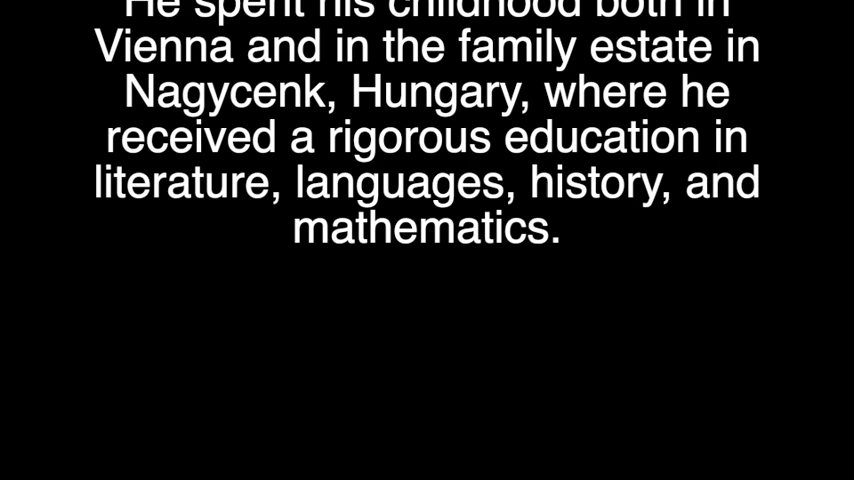 He spent his childhood both in
Vienna and in the family estate in
Nagycenk, Hungary, where he
received a rigorous education in
literature, languages, history, and
mathematics.